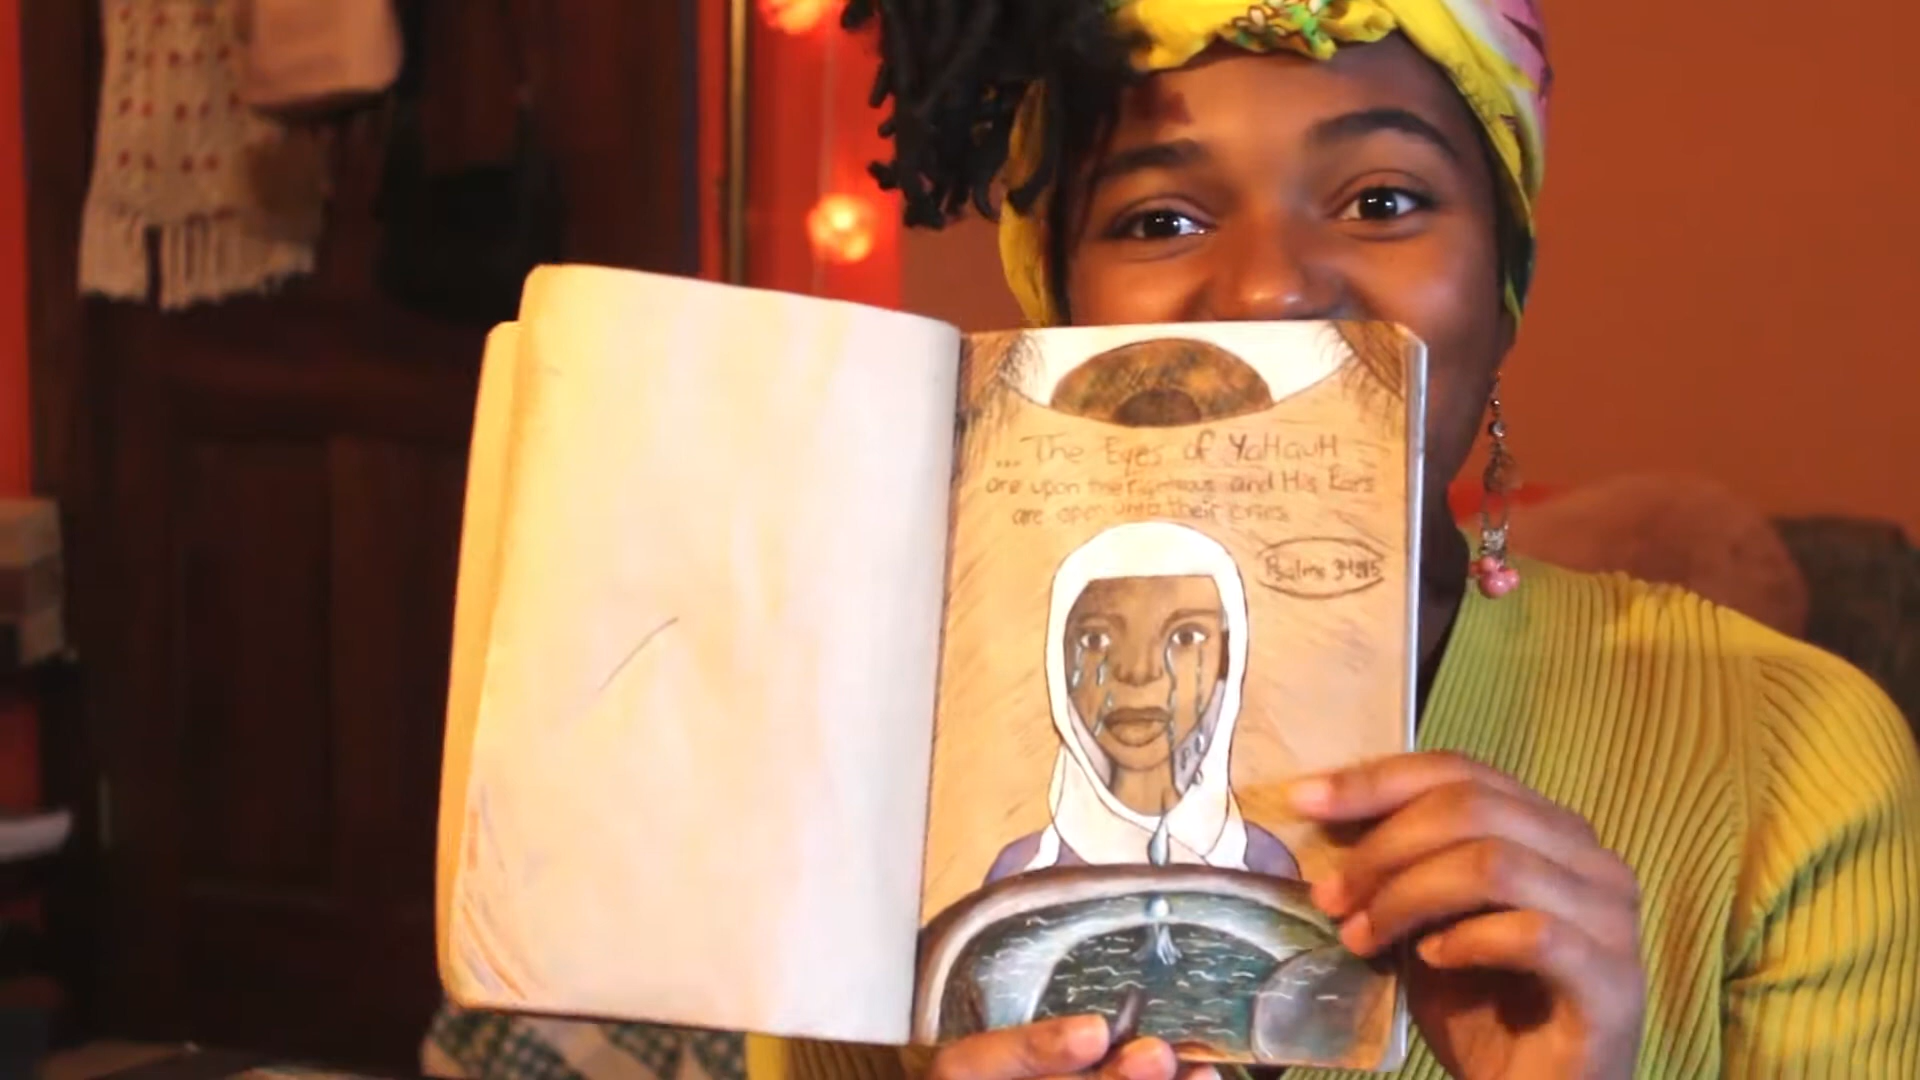 ...The Eyes of YaHauH
are upon the righteous and His Ears
are open unto their cries.
Psalms 34:15